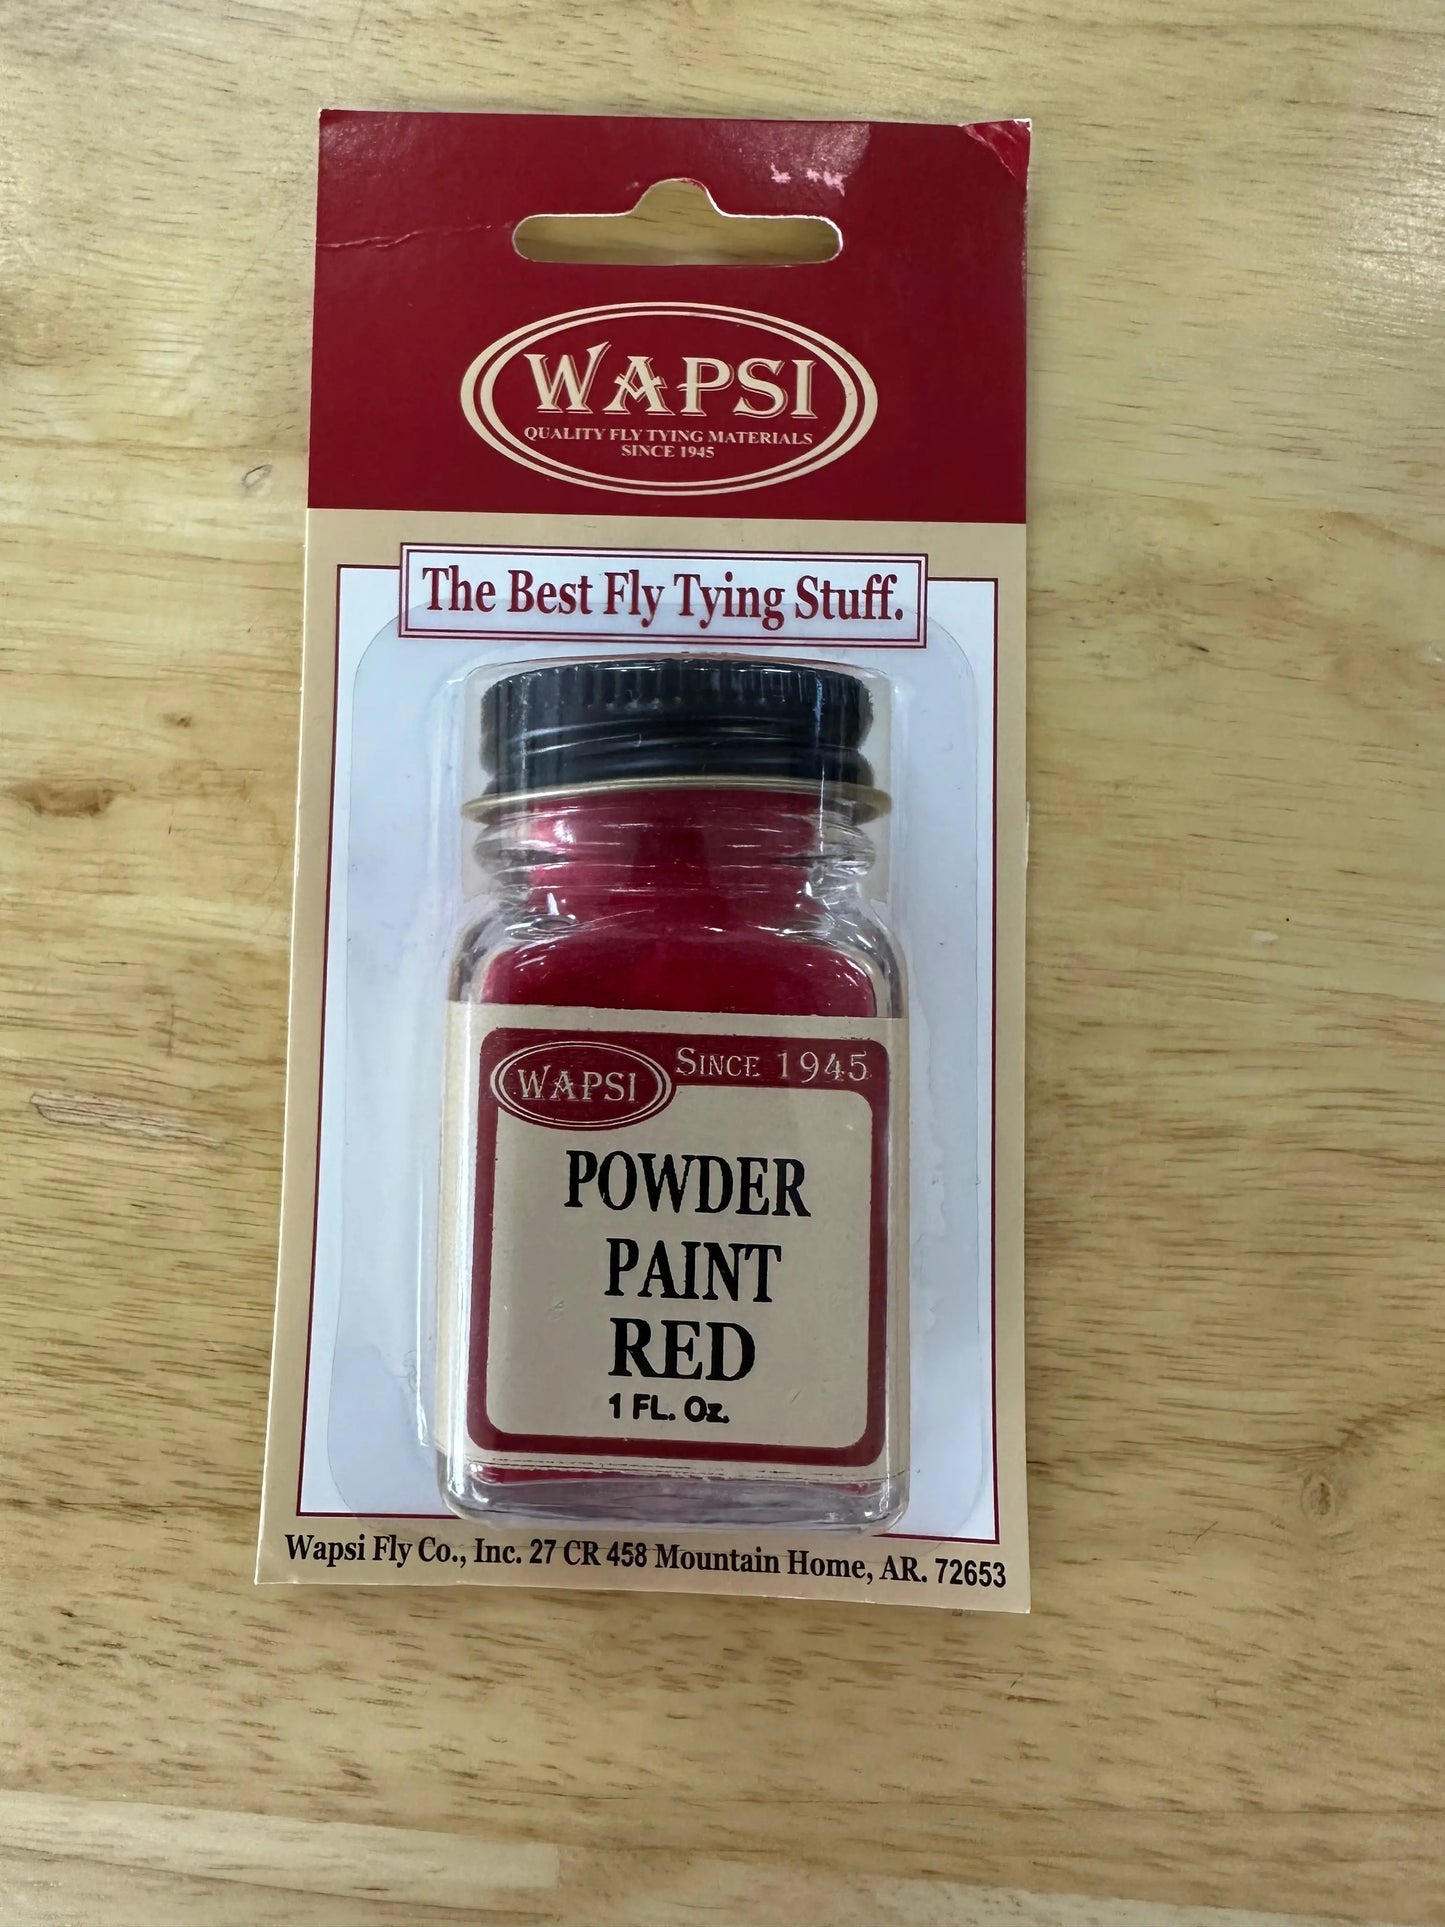 WAPSI
QUALITY FLY TYING MATERIALS
SINCE 1945
The Best Fly Tying Stuff.
WAPSI
SINCE 1945
POWDER
PAINT
RED
1 FL. Oz.
Wapsi Fly Co., Inc. 27 CR 458 Mountain Home, AR. 72653